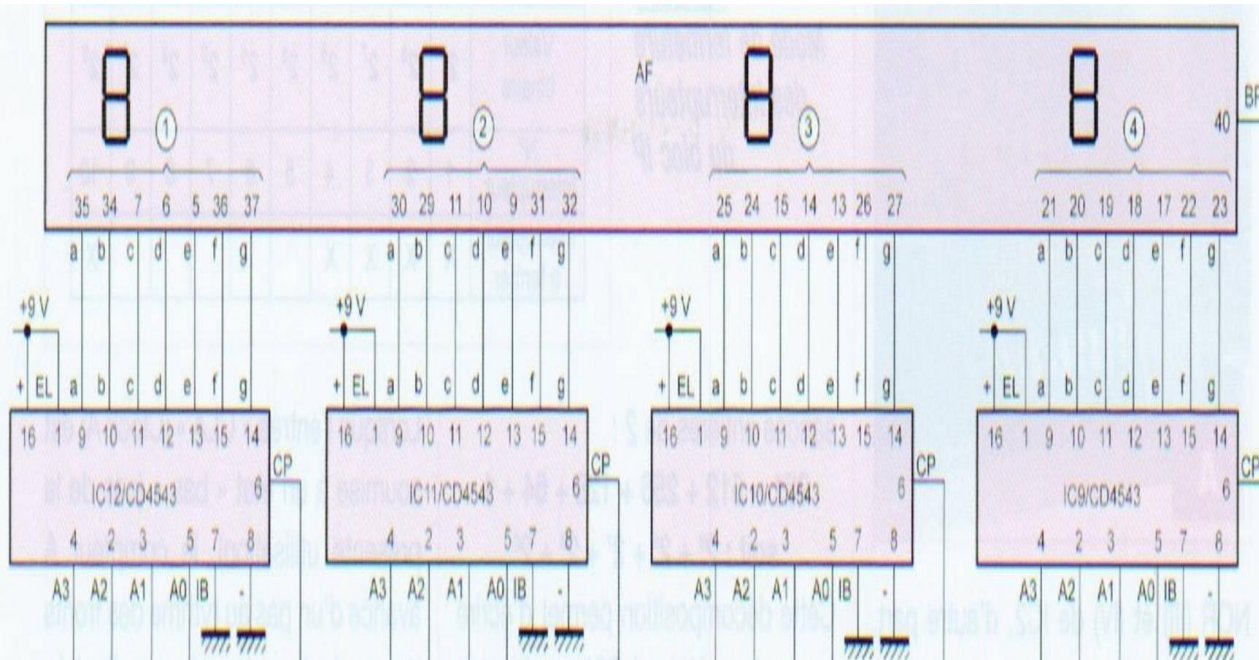 AF
BP
1 2 3 4
40
35 34 7 6 5 36 37 30 29 11 10 9 31 32 25 24 15 14 13 26 27 21 20 19 18 17 22 23
a b c d e f g a b c d e f g a b c d e f g a b c d e f g
+9 V +9 V +9 V +9 V
+ EL a b c d e f g + EL a b c d e f g + EL a b c d e f g + EL a b c d e f g
16 1 9 10 11 12 13 15 14 16 1 9 10 11 12 13 15 14 16 1 9 10 11 12 13 15 14 16 1 9 10 11 12 13 15 14
CP CP CP CP
IC12/CD4543 6 IC11/CD4543 6 IC10/CD4543 6 IC9/CD4543 6
4 2 3 5 7 8 4 2 3 5 7 8 4 2 3 5 7 8 4 2 3 5 7 8
A3 A2 A1 A0 IB - A3 A2 A1 A0 IB - A3 A2 A1 A0 IB - A3 A2 A1 A0 IB -